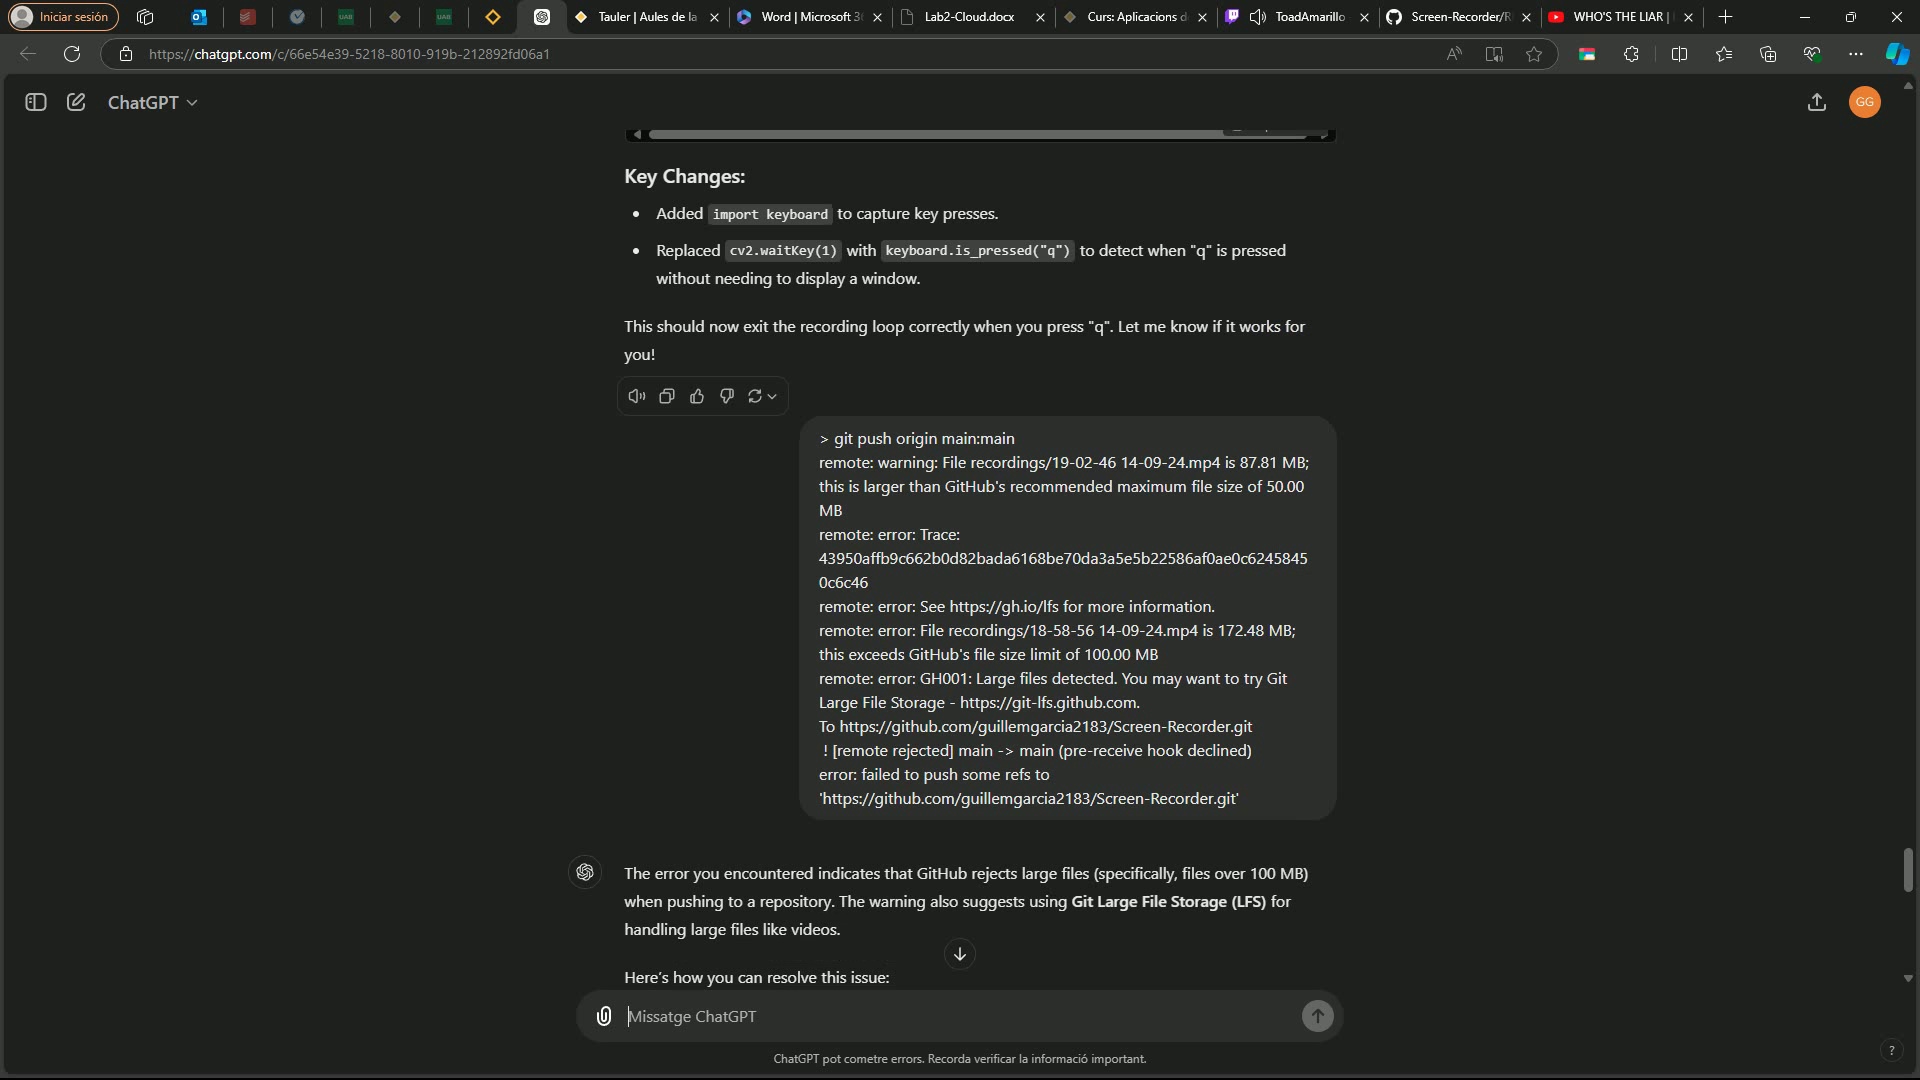 Iniciar sesión
UAB
UAB
Tauler | Aules de la
Word | Microsoft 3
Lab2-Cloud.docx
Curs: Aplicacions d
ToadAmarillo
Screen-Recorder/R
WHO'S THE LIAR |
https://chatgpt.com/c/66e54e39-5218-8010-919b-212892fd06a1
ChatGPT
GG
Key Changes:
• Added import keyboard to capture key presses.
• Replaced cv2.waitKey(1) with keyboard.is_pressed("q") to detect when "q" is pressed
without needing to display a window.
This should now exit the recording loop correctly when you press "q". Let me know if it works for
you!
> git push origin main:main
remote: warning: File recordings/19-02-46 14-09-24.mp4 is 87.81 MB;
this is larger than GitHub's recommended maximum file size of 50.00
MB
remote: error: Trace:
43950affb9c662b0d82bada6168be70da3a5e5b22586af0ae0c6245845
0c6c46
remote: error: See https://gh.io/lfs for more information.
remote: error: File recordings/18-58-56 14-09-24.mp4 is 172.48 MB;
this exceeds GitHub's file size limit of 100.00 MB
remote: error: GH001: Large files detected. You may want to try Git
Large File Storage - https://git-lfs.github.com.
To https://github.com/guillemgarcia2183/Screen-Recorder.git
! [remote rejected] main -> main (pre-receive hook declined)
error: failed to push some refs to
'https://github.com/guillemgarcia2183/Screen-Recorder.git'
The error you encountered indicates that GitHub rejects large files (specifically, files over 100 MB)
when pushing to a repository. The warning also suggests using Git Large File Storage (LFS) for
handling large files like videos.
Here's how you can resolve this issue:
Missatge ChatGPT
ChatGPT pot cometre errors. Recorda verificar la informació important.
?